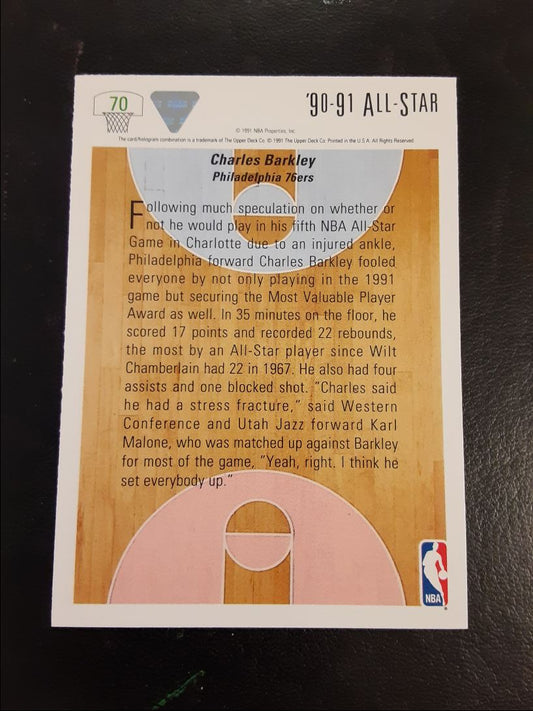 70
'90-91 ALL-STAR
© 1991 NBA Properties, Inc.
The card/hologram combination is a trademark of The Upper Deck Co. © 1991 The Upper Deck Co. Printed in the U.S.A. All Rights Reserved
Charles Barkley
Philadelphia 76ers
Following much speculation on whether or
not he would play in his fifth NBA All-Star
Game in Charlotte due to an injured ankle,
Philadelphia forward Charles Barkley fooled
everyone by not only playing in the 1991
game but securing the Most Valuable Player
Award as well. In 35 minutes on the floor, he
scored 17 points and recorded 22 rebounds,
the most by an All-Star player since Wilt
Chamberlain had 22 in 1967. He also had four
assists and one blocked shot. "Charles said
he had a stress fracture," said Western
Conference and Utah Jazz forward Karl
Malone, who was matched up against Barkley
for most of the game, "Yeah, right. I think he
set everybody up."
NBA